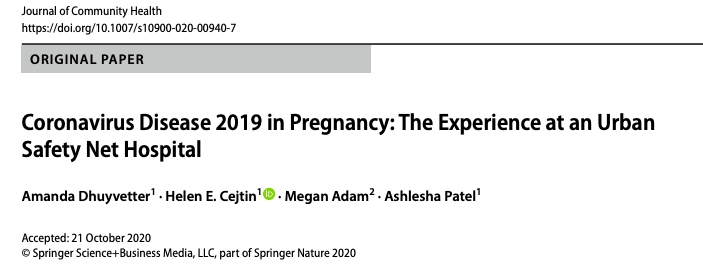 Journal of Community Health
https://doi.org/10.1007/s10900-020-00940-7
ORIGINAL PAPER
Coronavirus Disease 2019 in Pregnancy: The Experience at an Urban
Safety Net Hospital
Amanda Dhuyvetter¹ · Helen E. Cejtin¹ iD · Megan Adam² · Ashlesha Patel¹
Accepted: 21 October 2020
© Springer Science+Business Media, LLC, part of Springer Nature 2020